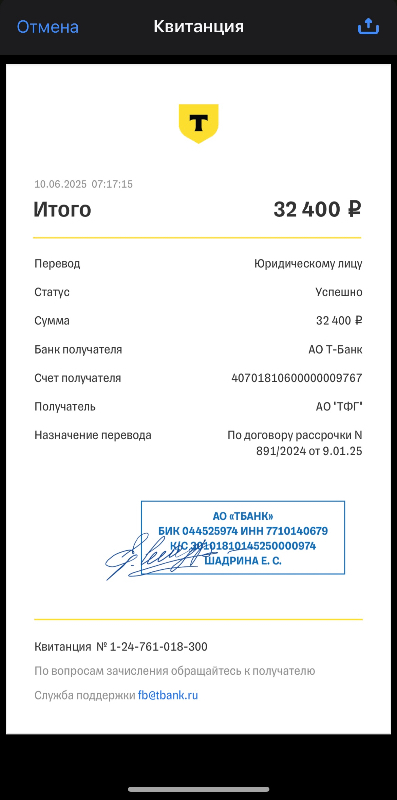 Отмена Квитанция
Т
10.06.2025 07:17:15
Итого 32 400 ₽
Перевод Юридическому лицу
Статус Успешно
Сумма 32 400 ₽
Банк получателя АО Т-Банк
Счет получателя 40701810600000009767
Получатель АО "ТФГ"
Назначение перевода По договору рассрочки N
891/2024 от 9.01.25
АО «ТБАНК»
БИК 044525974 ИНН 7710140679
К/С 30101810145250000974
ШАДРИНА Е. С.
Квитанция № 1-24-761-018-300
По вопросам зачисления обращайтесь к получателю
Служба поддержки fb@tbank.ru